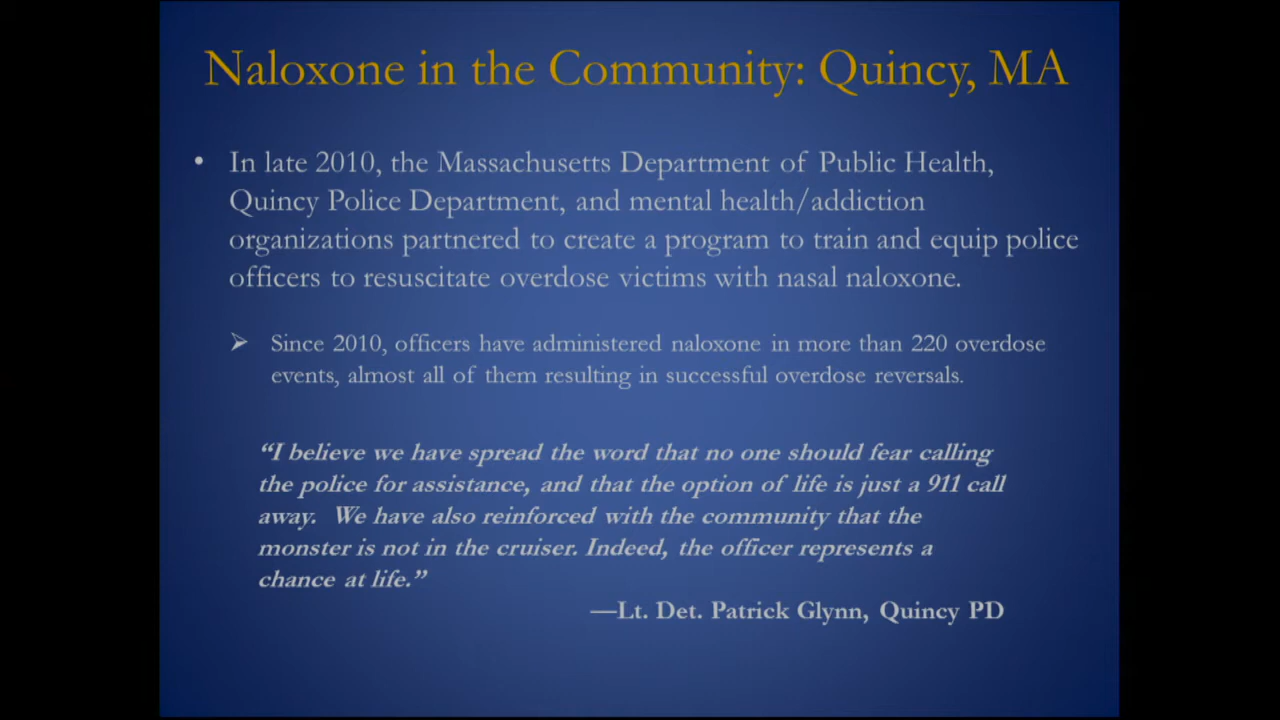 Naloxone in the Community: Quincy, MA
• In late 2010, the Massachusetts Department of Public Health,
Quincy Police Department, and mental health/addiction
organizations partnered to create a program to train and equip police
officers to resuscitate overdose victims with nasal naloxone.
➢ Since 2010, officers have administered naloxone in more than 220 overdose
events, almost all of them resulting in successful overdose reversals.
“I believe we have spread the word that no one should fear calling
the police for assistance, and that the option of life is just a 911 call
away. We have also reinforced with the community that the
monster is not in the cruiser. Indeed, the officer represents a
chance at life.”
—Lt. Det. Patrick Glynn, Quincy PD